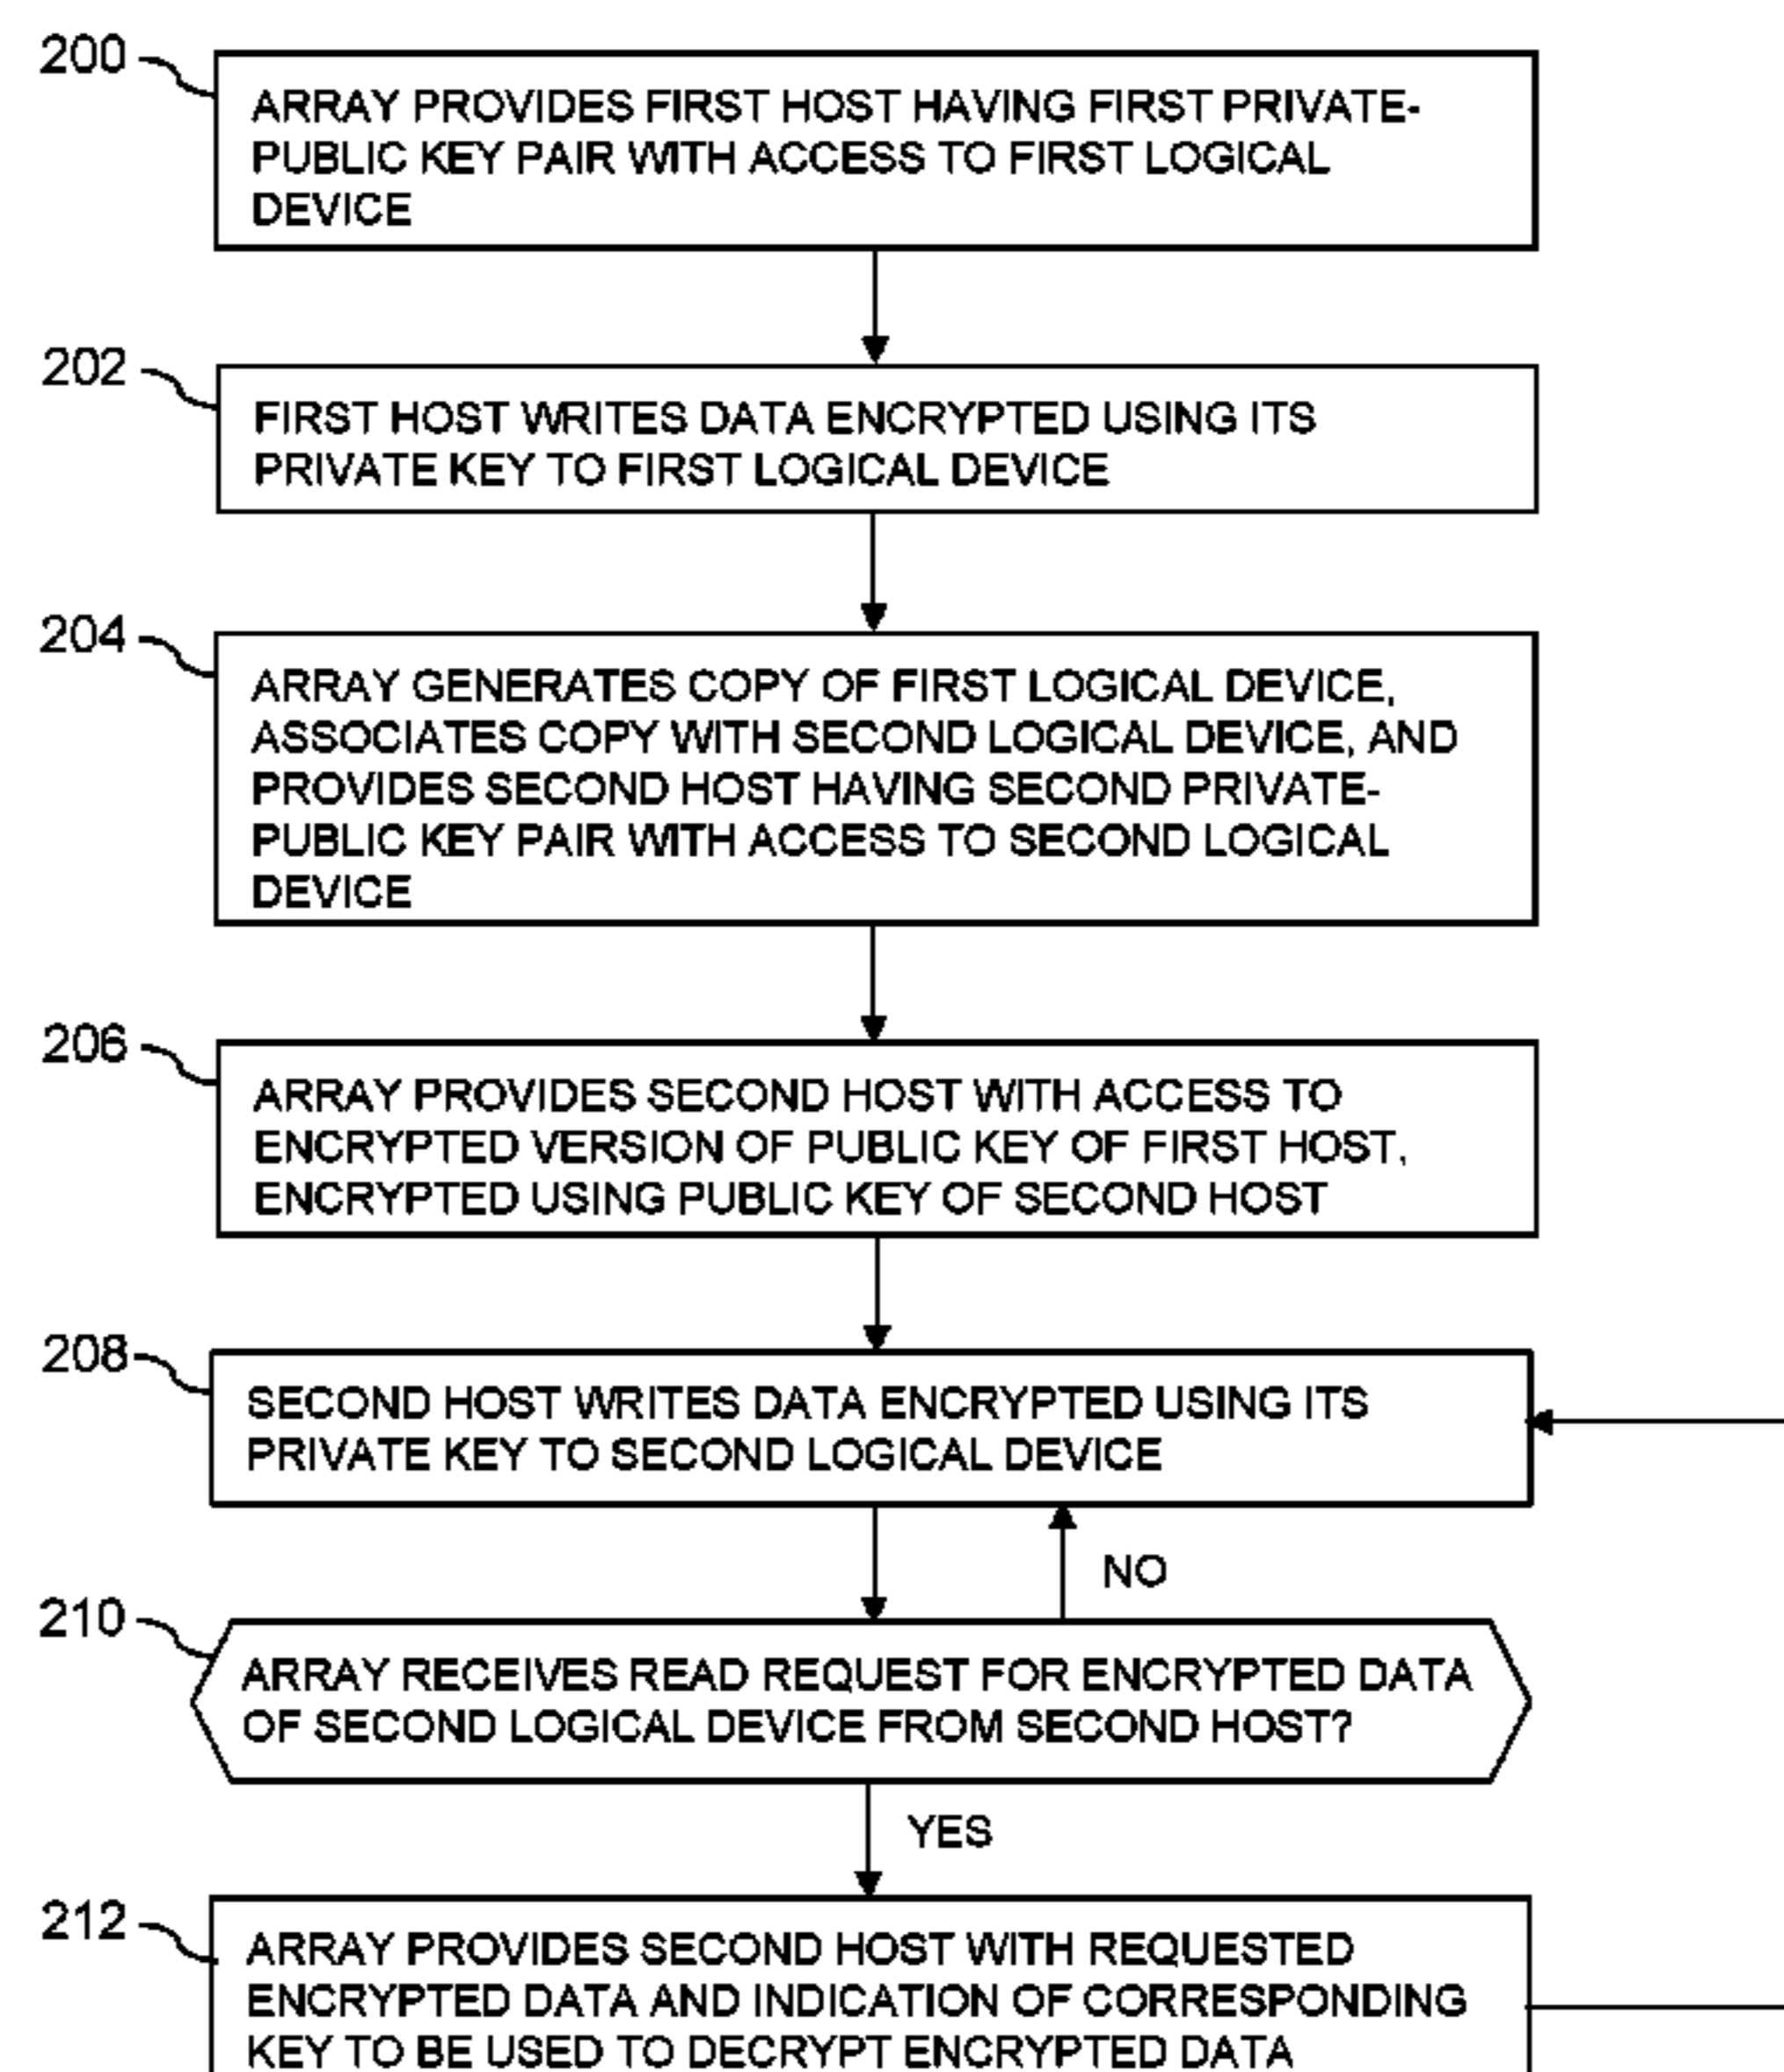 200
ARRAY PROVIDES FIRST HOST HAVING FIRST PRIVATE-
PUBLIC KEY PAIR WITH ACCESS TO FIRST LOGICAL
DEVICE
202
FIRST HOST WRITES DATA ENCRYPTED USING ITS
PRIVATE KEY TO FIRST LOGICAL DEVICE
204
ARRAY GENERATES COPY OF FIRST LOGICAL DEVICE,
ASSOCIATES COPY WITH SECOND LOGICAL DEVICE, AND
PROVIDES SECOND HOST HAVING SECOND PRIVATE-
PUBLIC KEY PAIR WITH ACCESS TO SECOND LOGICAL
DEVICE
206
ARRAY PROVIDES SECOND HOST WITH ACCESS TO
ENCRYPTED VERSION OF PUBLIC KEY OF FIRST HOST,
ENCRYPTED USING PUBLIC KEY OF SECOND HOST
208
SECOND HOST WRITES DATA ENCRYPTED USING ITS
PRIVATE KEY TO SECOND LOGICAL DEVICE
NO
210
ARRAY RECEIVES READ REQUEST FOR ENCRYPTED DATA
OF SECOND LOGICAL DEVICE FROM SECOND HOST?
YES
212
ARRAY PROVIDES SECOND HOST WITH REQUESTED
ENCRYPTED DATA AND INDICATION OF CORRESPONDING
KEY TO BE USED TO DECRYPT ENCRYPTED DATA